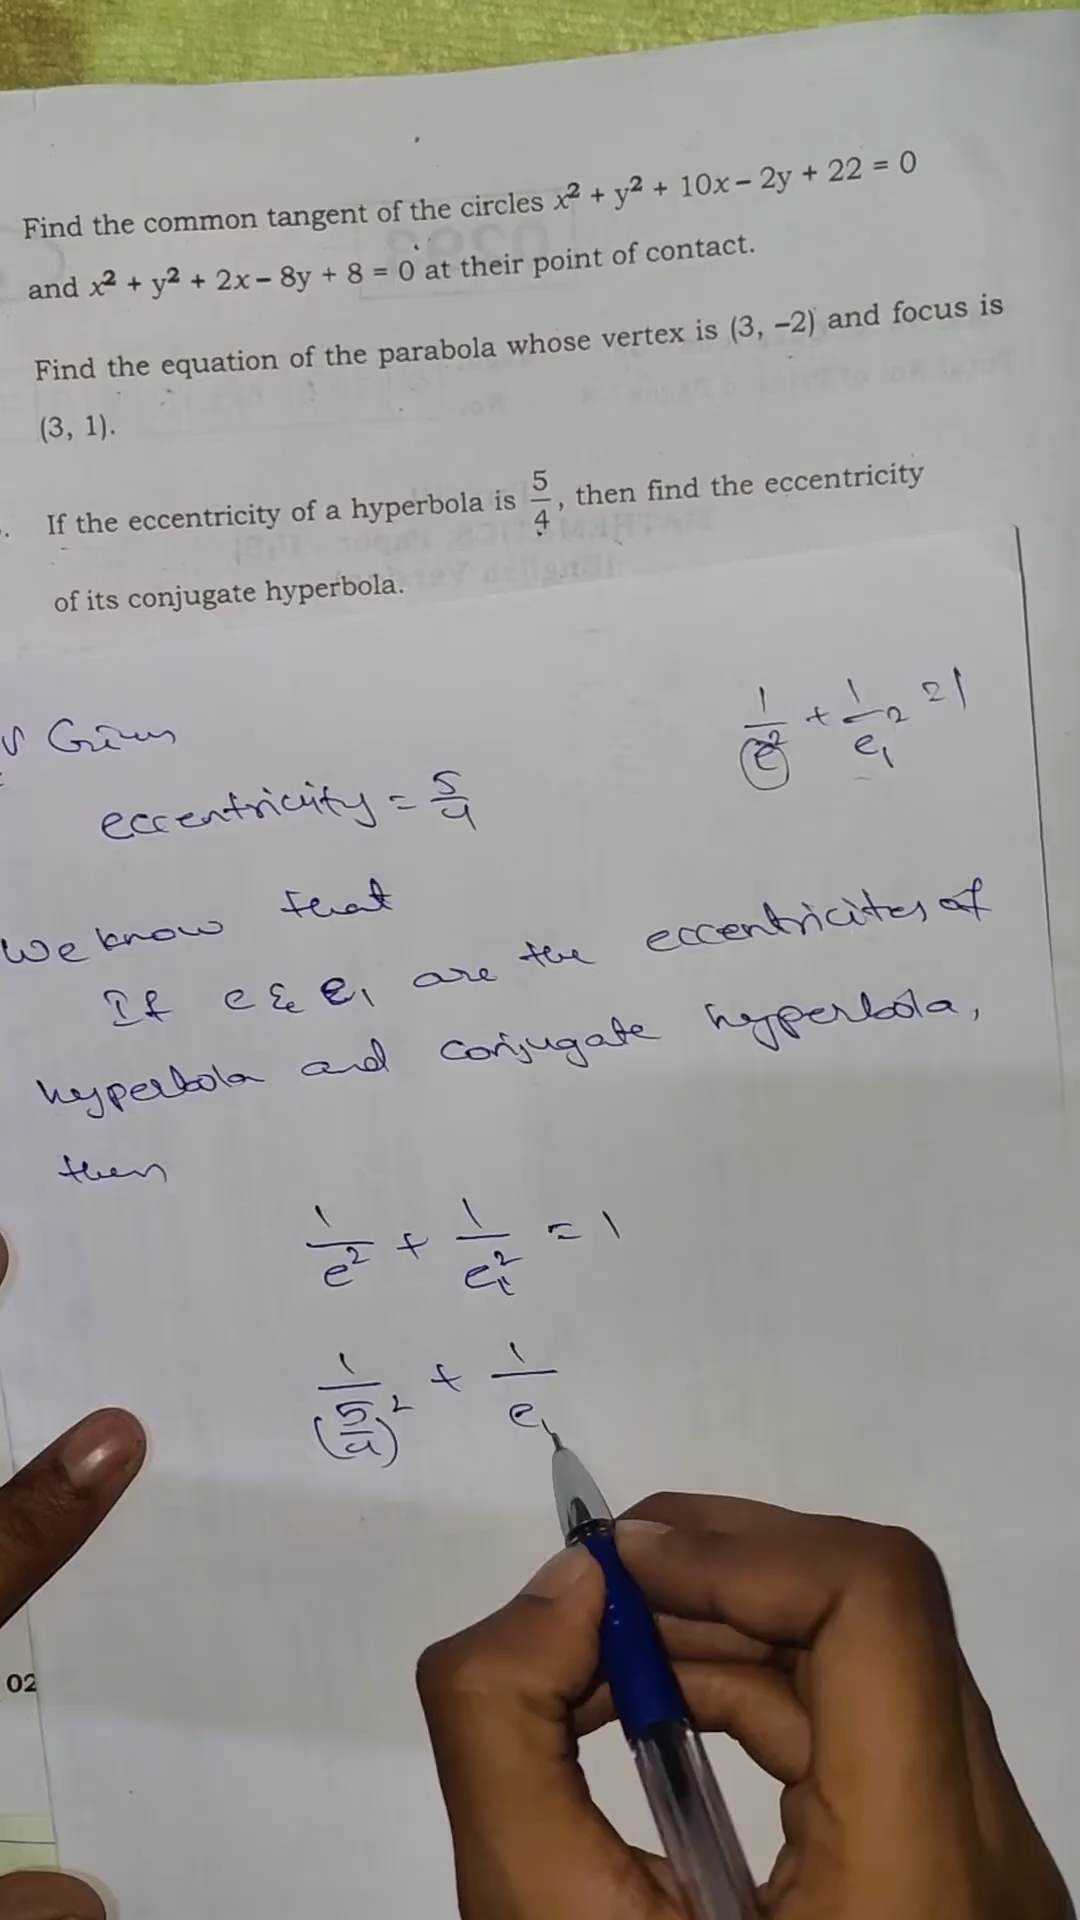 Find the common tangent of the circles x² + y² + 10x – 2y + 22 = 0
and x² + y² + 2x – 8y + 8 = 0 at their point of contact.
Find the equation of the parabola whose vertex is (3, –2) and focus is
(3, 1).
If the eccentricity of a hyperbola is 5/4, then find the eccentricity
of its conjugate hyperbola.
1/e² + 1/e₁² = 1
Given
eccentricity = 5/4
We know that
If e & e₁ are the eccentricites of
hyperbola and conjugate hyperbola,
then
1/e² + 1/e₁² = 1
1/(5/4)² + 1/e₁
02